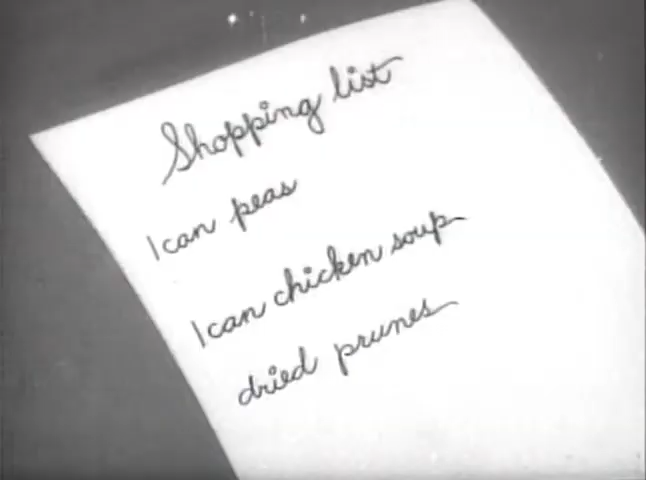 Shopping list
1 can peas
1 can chicken soup
dried prunes